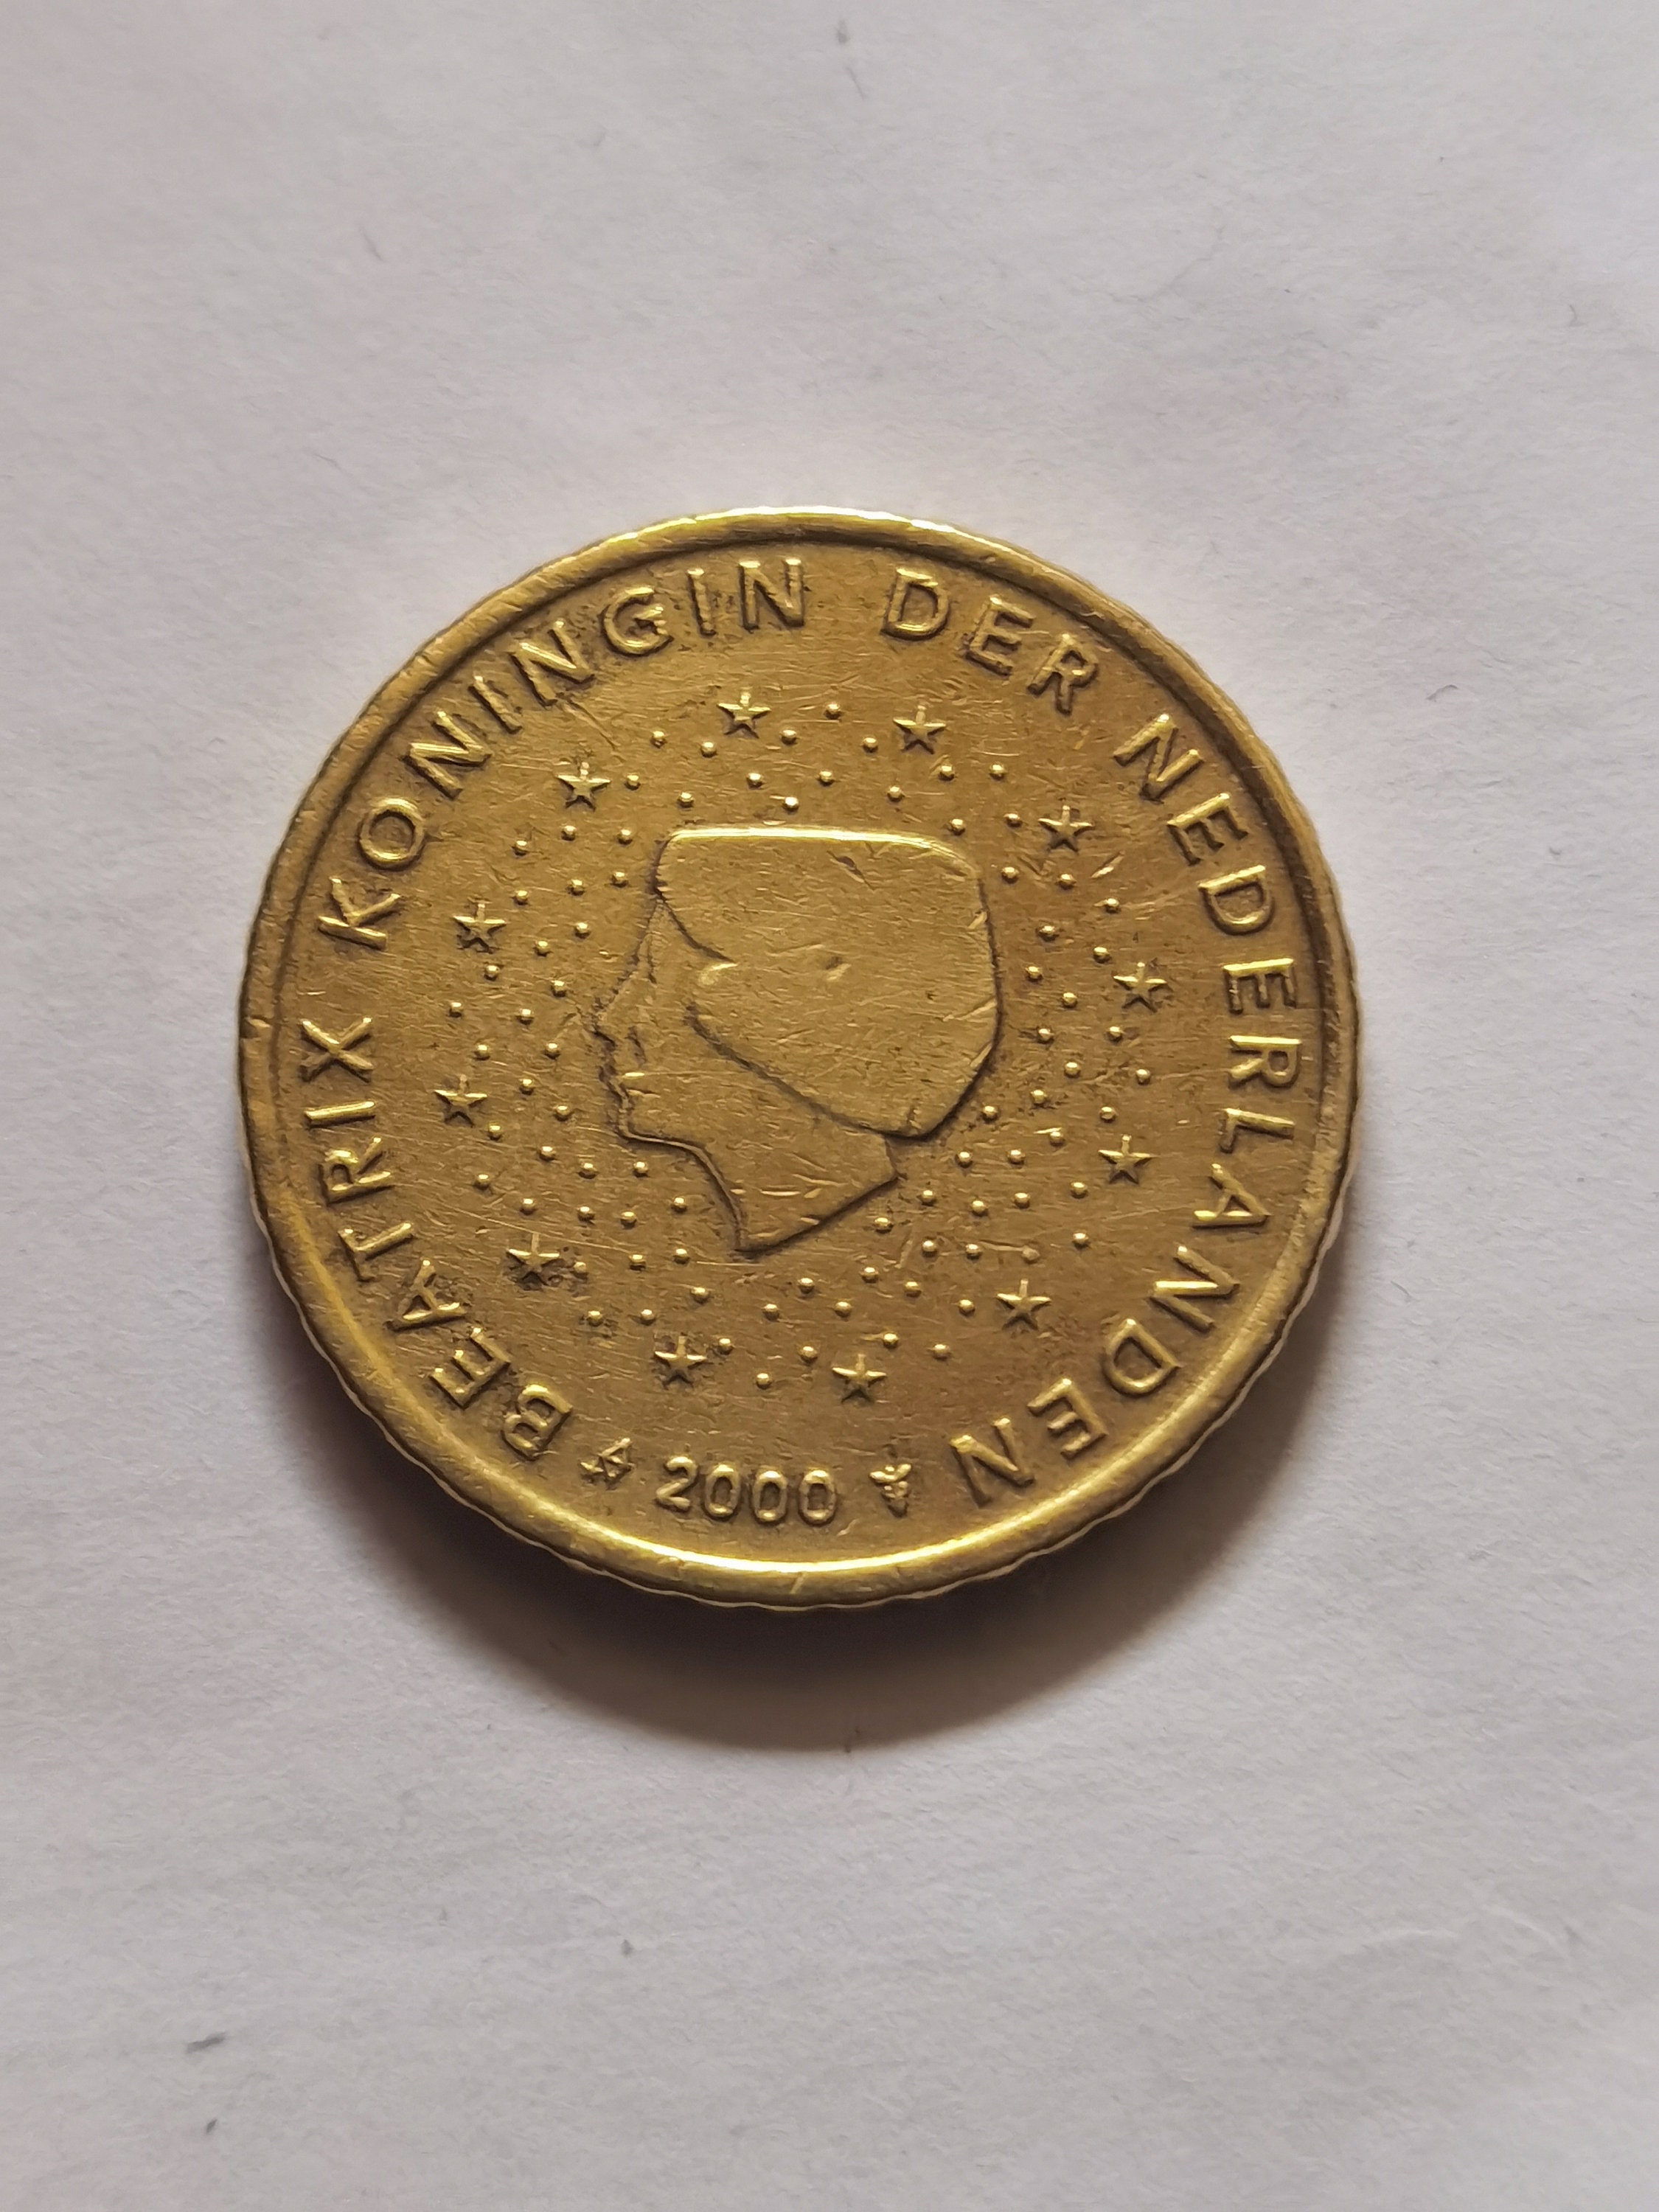 BEATRIX KONINGIN DER NEDERLANDEN
2000